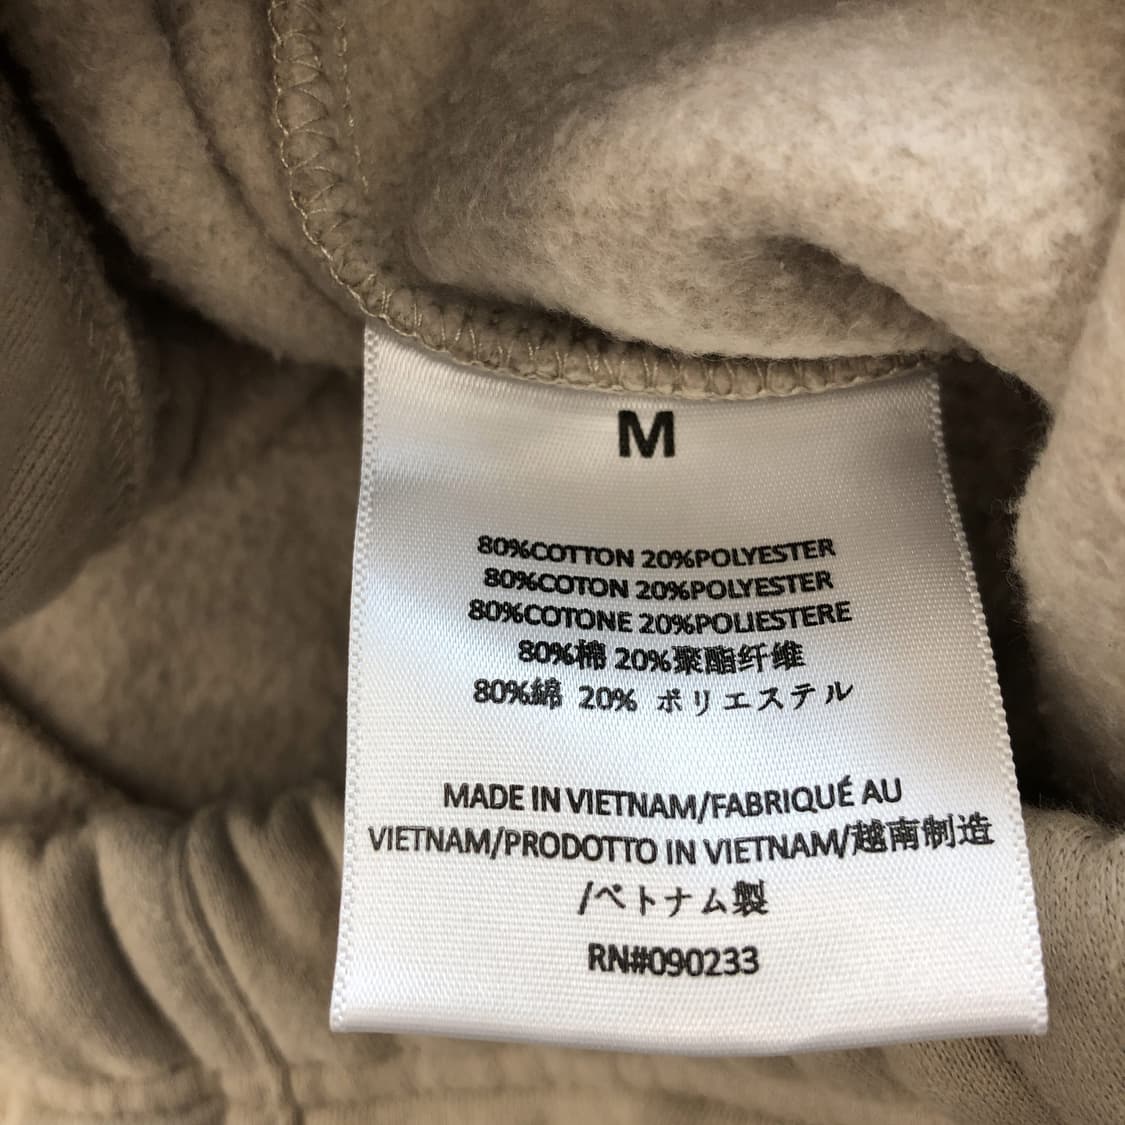 M
80%COTTON 20%POLYESTER
80%COTON 20%POLYESTER
80%COTONE 20%POLIESTERE
80%棉 20%聚酯纤维
80%綿 20% ポリエステル
MADE IN VIETNAM/FABRIQUÉ AU
VIETNAM/PRODOTTO IN VIETNAM/越南制造
/ベトナム製
RN#090233